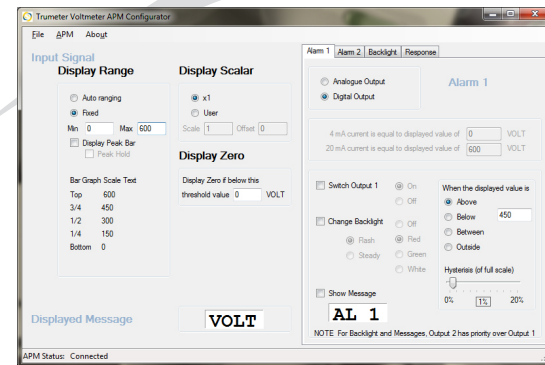 Trumeter Voltmeter APM Configurator
File APM About
Input Signal
Display Range
Auto ranging
Fixed
Min 0 Max 600
Display Peak Bar
Peak Hold
Bar Graph Scale Text
Top 600
3/4 450
1/2 300
1/4 150
Bottom 0
Display Scalar
x1
User
Scale 1 Offset 0
Display Zero
Display Zero if below this
threshold value 0 VOLT
Displayed Message
VOLT
Alarm 1 Alarm 2 Backlight Response
Analogue Output
Digital Output
Alarm 1
4 mA current is equal to displayed value of 0 VOLT
20 mA current is equal to displayed value of 600 VOLT
Switch Output 1
On
Off
Change Backlight
Off
Flash
Red
Steady
Green
White
Show Message
AL 1
When the displayed value is
Above
Below
450
Between
Outside
Hysterisis (of full scale)
0% 1% 20%
NOTE For Backlight and Messages, Output 2 has priority over Output 1
APM Status: Connected